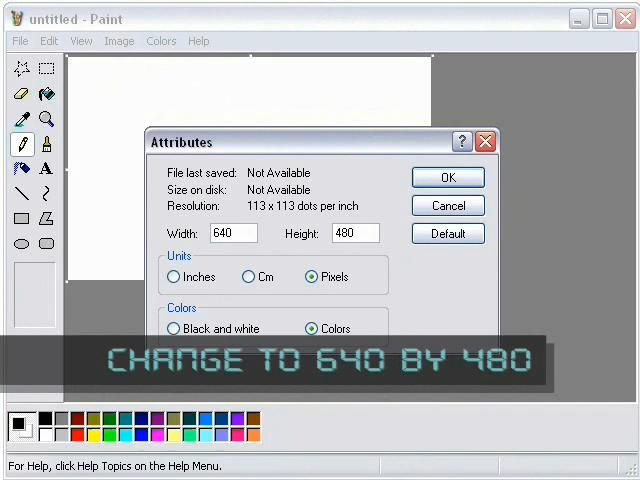 untitled - Paint
File Edit View Image Colors Help
Attributes
File last saved: Not Available
Size on disk: Not Available
Resolution: 113 x 113 dots per inch
Width: 640 Height: 480
OK
Cancel
Default
Units
Inches Cm Pixels
Colors
Black and white Colors
CHANGE TO 640 BY 480
For Help, click Help Topics on the Help Menu.